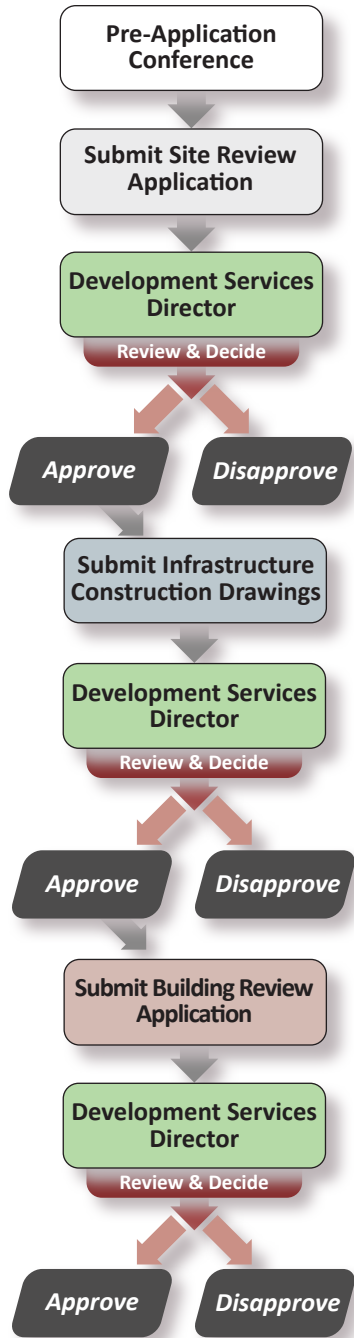 Pre-Application
Conference
Submit Site Review
Application
Development Services
Director
Review & Decide
Approve
Disapprove
Submit Infrastructure
Construction Drawings
Development Services
Director
Review & Decide
Approve
Disapprove
Submit Building Review
Application
Development Services
Director
Review & Decide
Approve
Disapprove